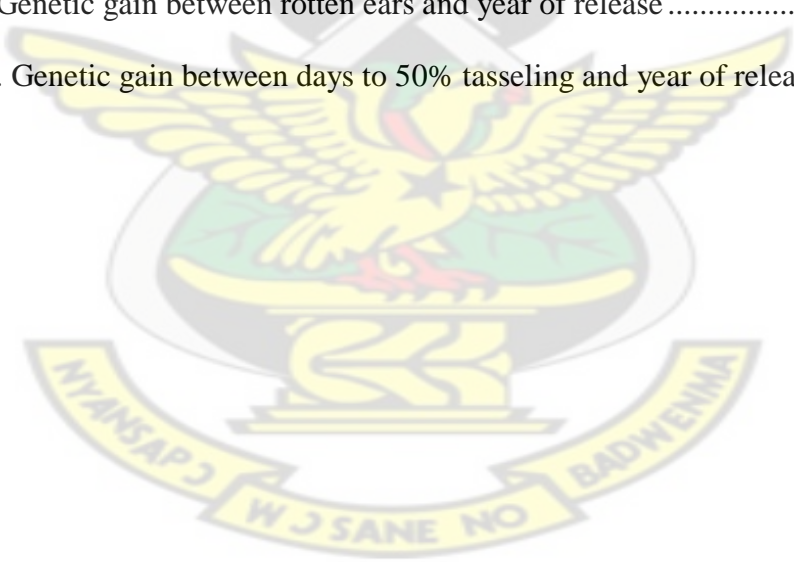 Genetic gain between rotten ears and year of release ................
. Genetic gain between days to 50% tasseling and year of relea
NYANSAPƆ
WƆ SANE NO
BADWENMA